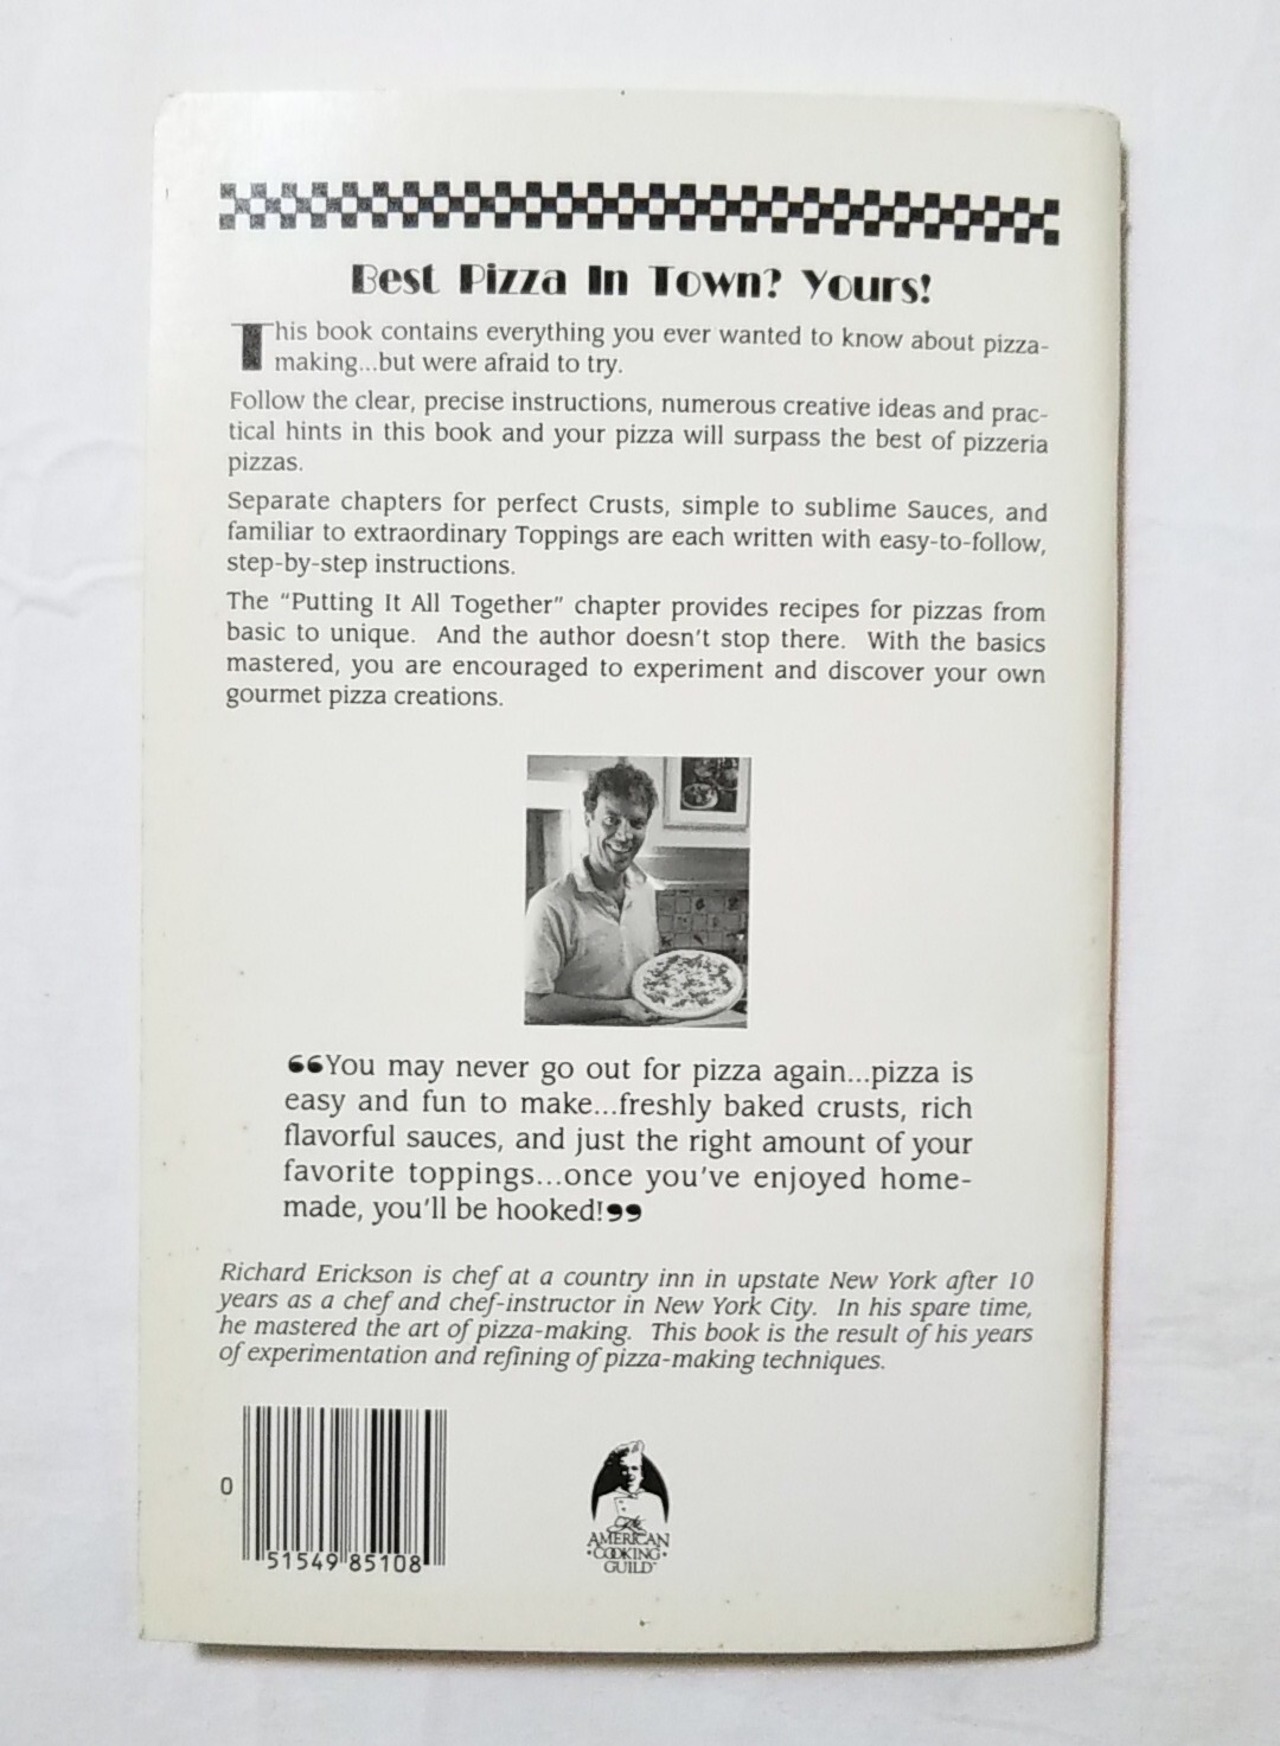 Best Pizza In Town? Yours!
This book contains everything you ever wanted to know about pizza-
making...but were afraid to try.
Follow the clear, precise instructions, numerous creative ideas and prac-
tical hints in this book and your pizza will surpass the best of pizzeria
pizzas.
Separate chapters for perfect Crusts, simple to sublime Sauces, and
familiar to extraordinary Toppings are each written with easy-to-follow,
step-by-step instructions.
The “Putting It All Together” chapter provides recipes for pizzas from
basic to unique. And the author doesn't stop there. With the basics
mastered, you are encouraged to experiment and discover your own
gourmet pizza creations.
“You may never go out for pizza again...pizza is
easy and fun to make...freshly baked crusts, rich
flavorful sauces, and just the right amount of your
favorite toppings...once you've enjoyed home-
made, you'll be hooked!”
Richard Erickson is chef at a country inn in upstate New York after 10
years as a chef and chef-instructor in New York City. In his spare time,
he mastered the art of pizza-making. This book is the result of his years
of experimentation and refining of pizza-making techniques.
0
51549 85108
The
AMERICAN
•COOKING•
GUILD™